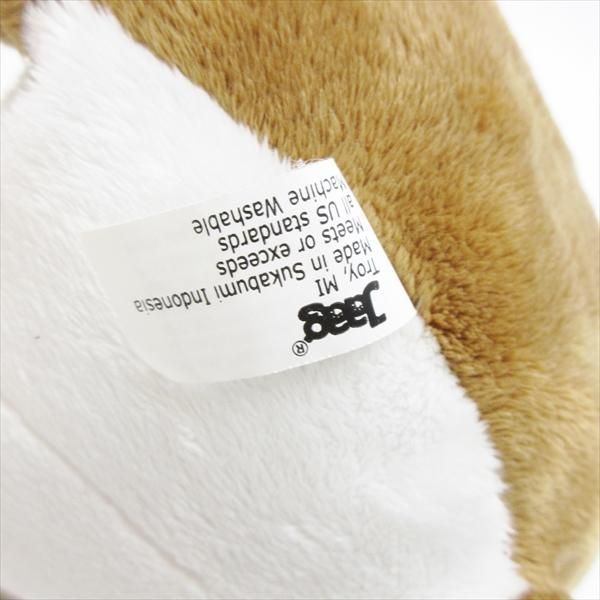 Jaag®
Troy, MI
Made in Sukabumi Indonesia
Meets or exceeds
all US standards
Machine Washable